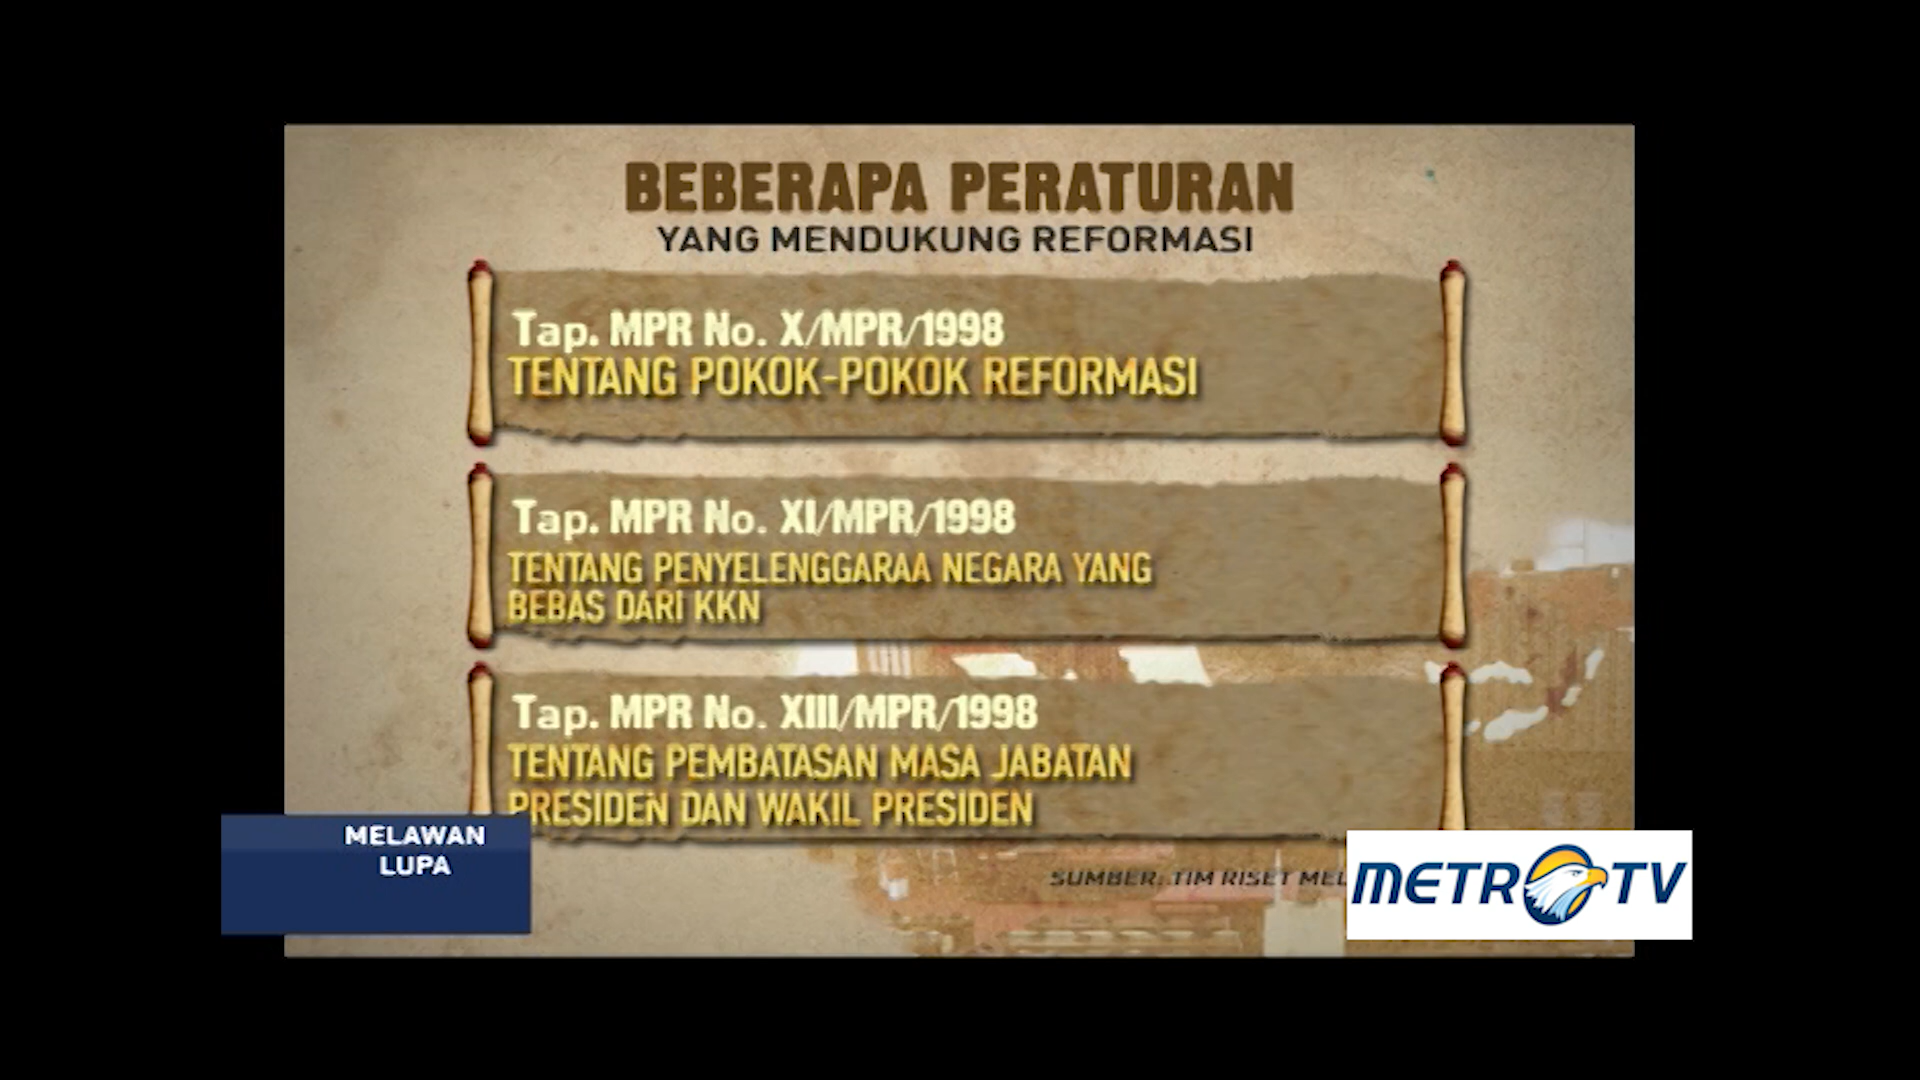 BEBERAPA PERATURAN
YANG MENDUKUNG REFORMASI
Tap. MPR No. X/MPR/1998
TENTANG POKOK-POKOK REFORMASI
Tap. MPR No. XI/MPR/1998
TENTANG PENYELENGGARAA NEGARA YANG
BEBAS DARI KKN
Tap. MPR No. XIII/MPR/1998
TENTANG PEMBATASAN MASA JABATAN
PRESIDEN DAN WAKIL PRESIDEN
SUMBER: TIM RISET
MELAWAN
LUPA
METRO TV